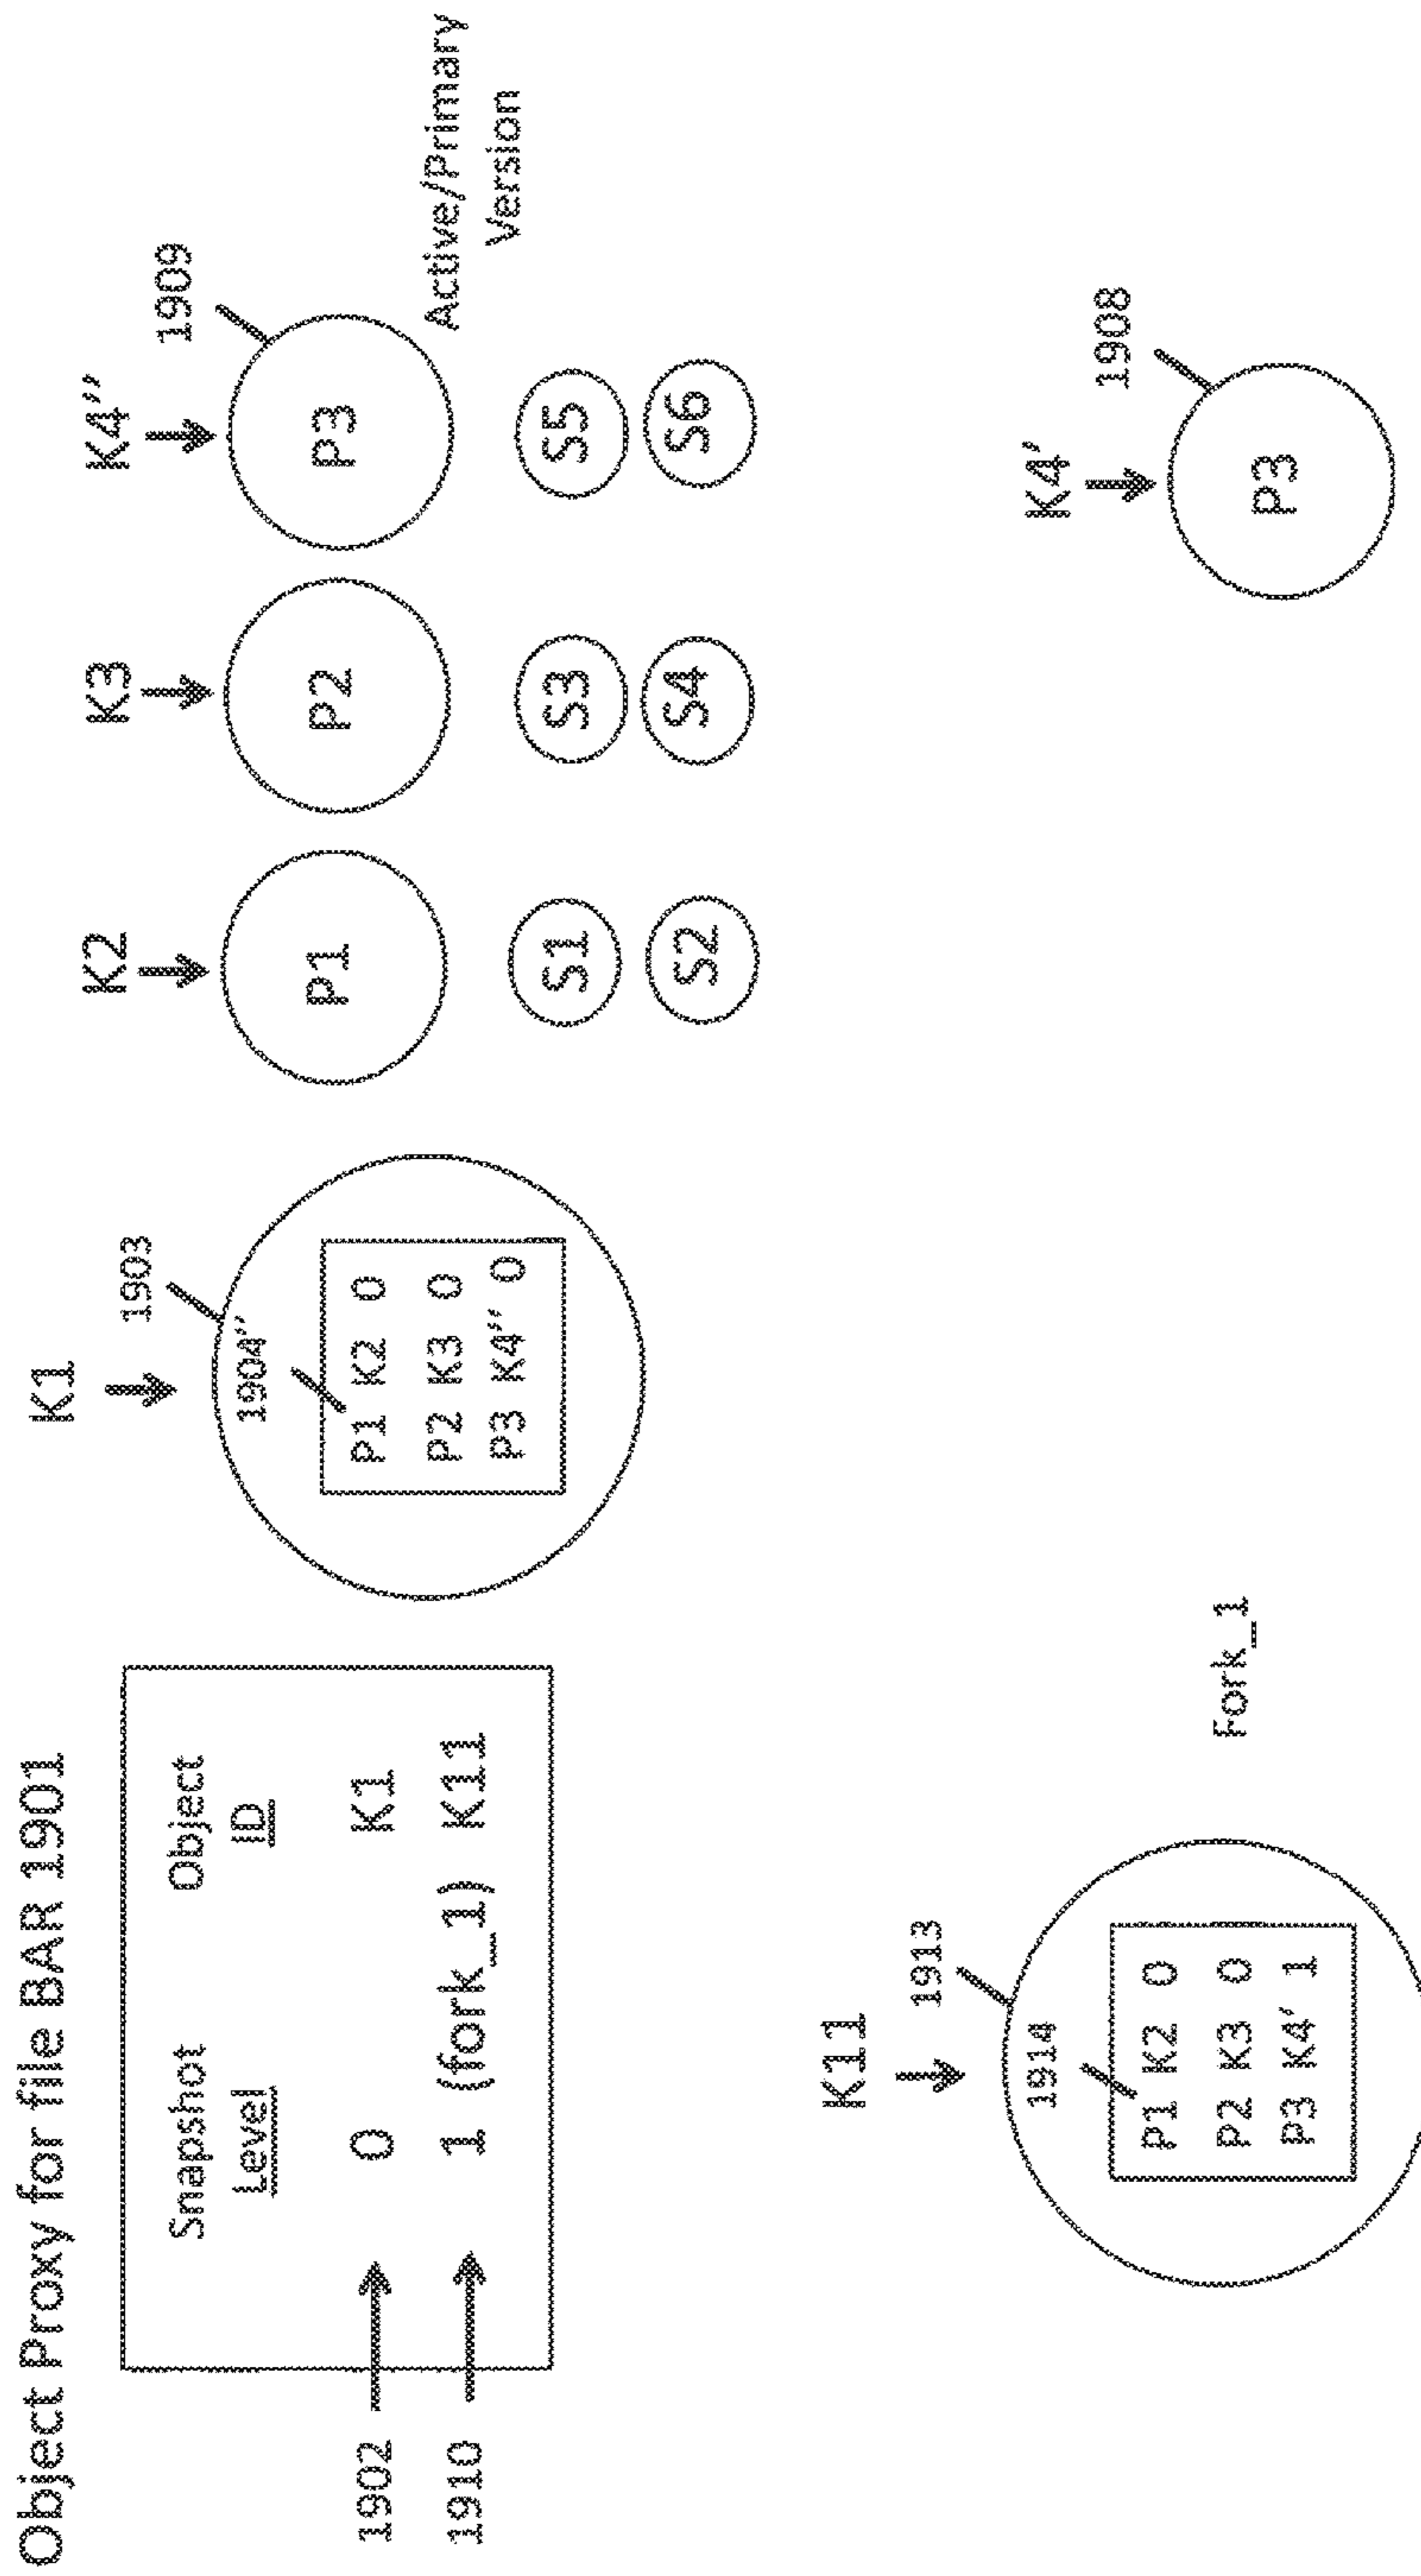 Object Proxy for file BAR 1901
Snapshot
Level
Object
ID
1902
0
K1
1910
1 (fork_1)
K11
K1
1903
1904’’
P1 K2 0
P2 K3 0
P3 K4’’ 0
K2
P1
S1
S2
K3
P2
S3
S4
K4’’
1909
P3
S5
S6
Active/Primary
Version
K11
1913
1914
P1 K2 0
P2 K3 0
P3 K4’ 1
Fork_1
K4’
1908
P3